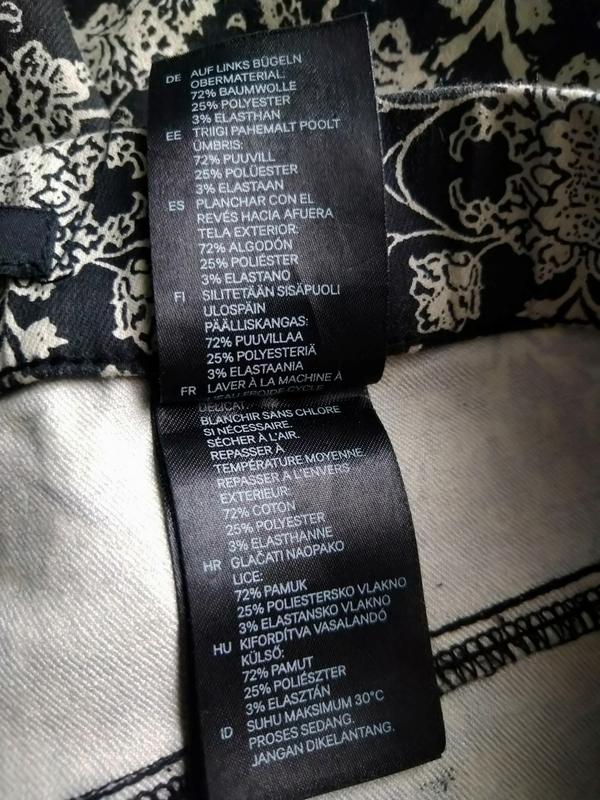 DE AUF LINKS BÜGELN
OBERMATERIAL:
72% BAUMWOLLE
25% POLYESTER
3% ELASTHAN
EE TRIIGI PAHEMALT POOLT
ÜMBRIS:
72% PUUVILL
25% POLÜESTER
3% ELASTAAN
ES PLANCHAR CON EL
REVÉS HACIA AFUERA
TELA EXTERIOR:
72% ALGODÓN
25% POLIÉSTER
3% ELASTANO
FI SILITETÄÄN SISÄPUOLI
ULOSPÄIN
PÄÄLLISKANGAS:
72% PUUVILLAA
25% POLYESTERIÄ
3% ELASTAANIA
FR LAVER À LA MACHINE À
L'EAU FROIDE CYCLE
DÉLICAT.
BLANCHIR SANS CHLORE
SI NÉCESSAIRE.
SÉCHER À L'AIR.
REPASSER À
TEMPÉRATURE MOYENNE.
REPASSER À L'ENVERS
EXTERIEUR:
72% COTON
25% POLYESTER
3% ELASTHANNE
HR GLAČATI NAOPAKO
LICE:
72% PAMUK
25% POLIESTERSKO VLAKNO
3% ELASTANSKO VLAKNO
HU KIFORDÍTVA VASALANDÓ
KÜLSŐ:
72% PAMUT
25% POLIÉSZTER
3% ELASZTÁN
ID SUHU MAKSIMUM 30°C
PROSES SEDANG.
JANGAN DIKELANTANG.